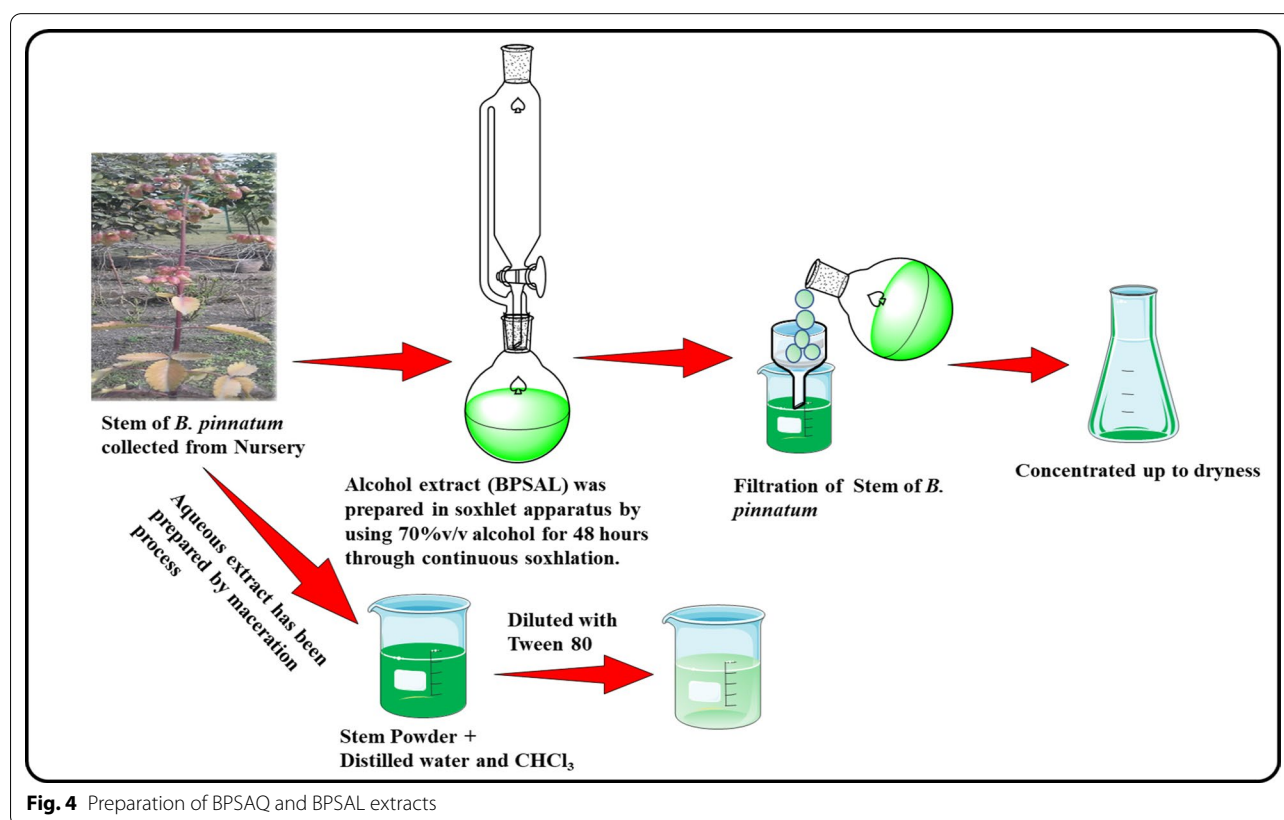 Stem of B. pinnatum
collected from Nursery
Alcohol extract (BPSAL) was
prepared in soxhlet apparatus by
using 70%v/v alcohol for 48 hours
through continuous soxhlation.
Filtration of Stem of B.
pinnatum
Concentrated up to dryness
Aqueous extract has been
prepared by maceration
process
Stem Powder +
Distilled water and CHCl₃
Diluted with
Tween 80
Fig. 4 Preparation of BPSAQ and BPSAL extracts